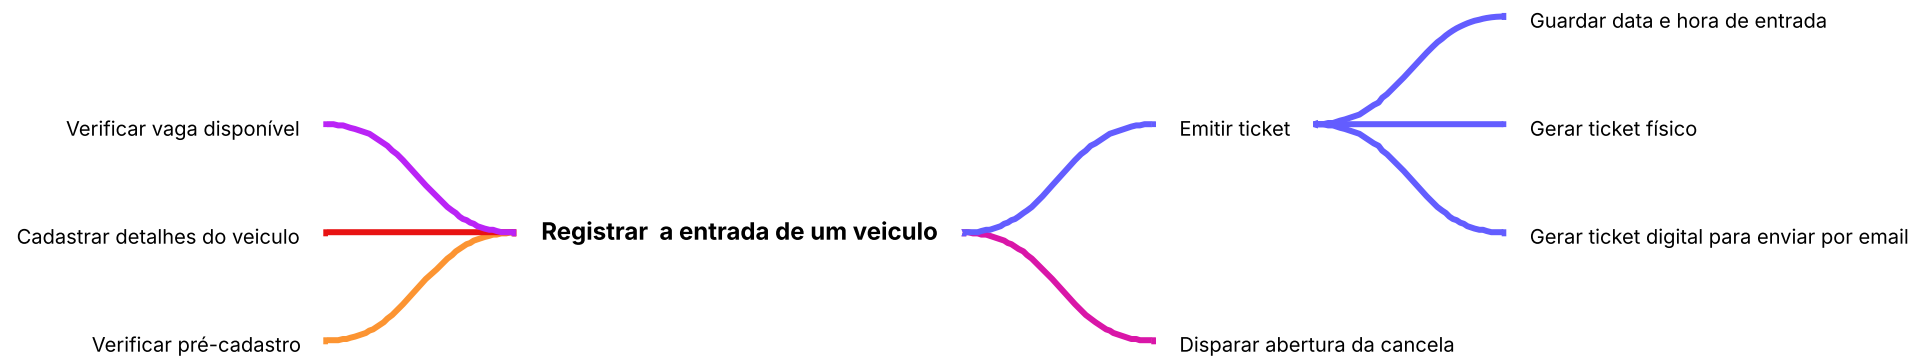 Guardar data e hora de entrada
Verificar vaga disponível
Emitir ticket
Gerar ticket físico
Cadastrar detalhes do veiculo
Registrar  a entrada de um veiculo
Gerar ticket digital para enviar por email
Verificar pré-cadastro
Disparar abertura da cancela